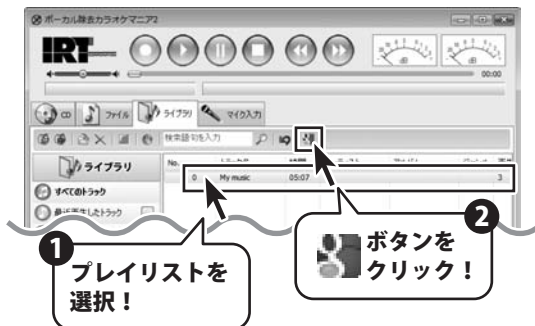 ボーカル除去カラオケマニア2
IRT
dB
dB
00:00
CD
ファイル
ライブラリ
マイク入力
検索語句を入力
ライブラリ
No.
すべてのトラック
0 My music 05:07 3
最近再生したトラック
1
プレイリストを
選択！
2
ボタンを
クリック！